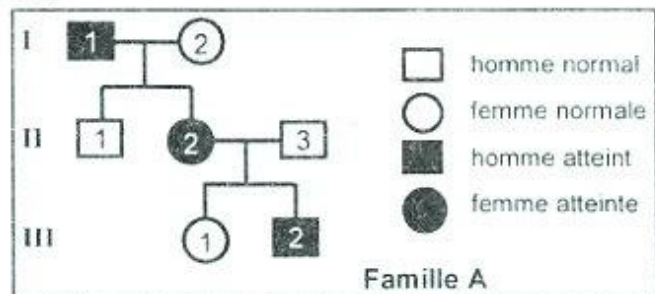 I 1 2
homme normal
femme normale
II 1 2 3
homme atteint
femme atteinte
III 1 2
Famille A